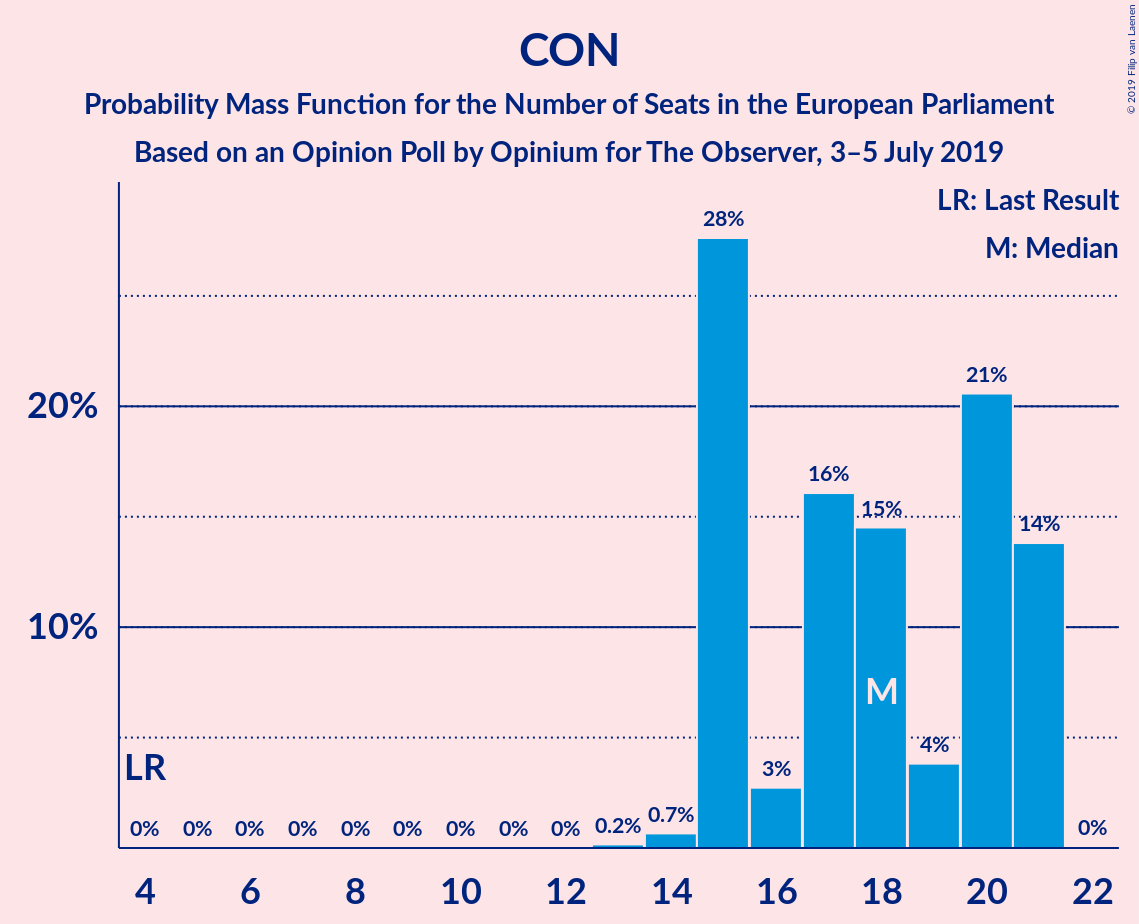 CON
Probability Mass Function for the Number of Seats in the European Parliament
Based on an Opinion Poll by Opinium for The Observer, 3–5 July 2019
© 2019 Filip van Laenen
LR: Last Result
M: Median
28%
21%
20%
16%
15%
14%
10%
M
4%
LR
3%
0% 0% 0% 0% 0% 0% 0% 0% 0% 0.2% 0.7% 0%
4 6 8 10 12 14 16 18 20 22